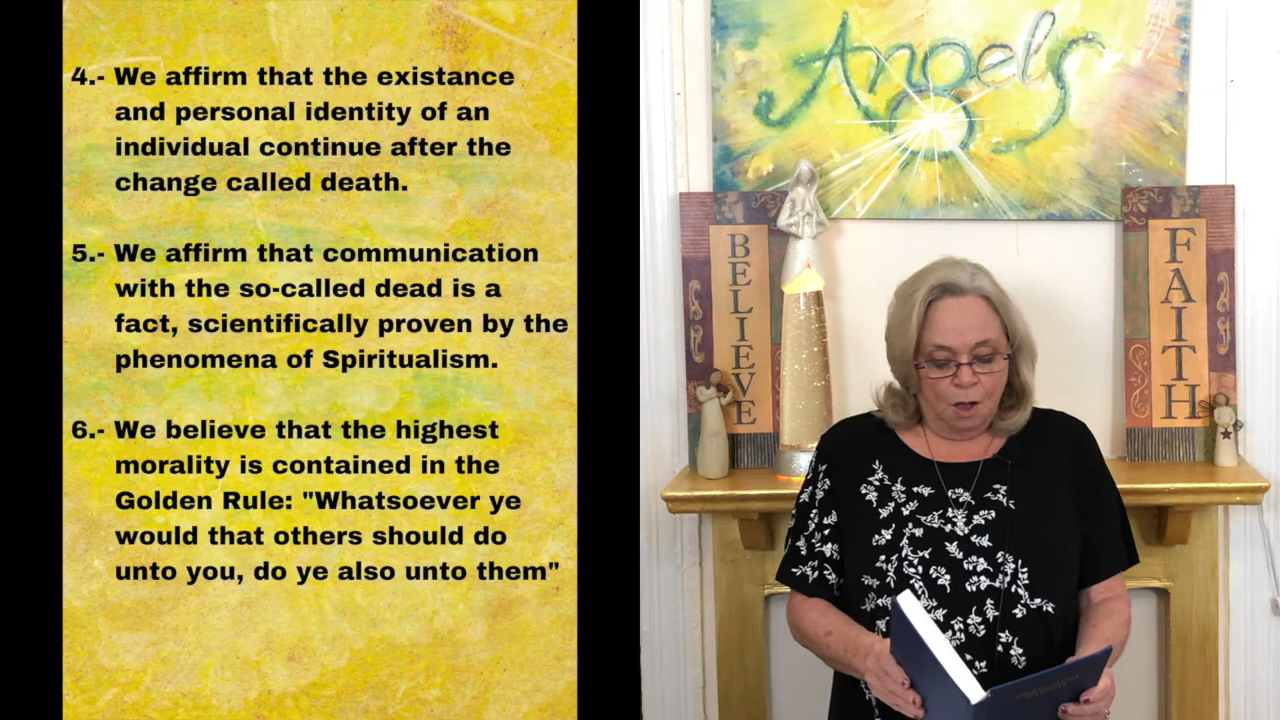 4.- We affirm that the existance
and personal identity of an
individual continue after the
change called death.
5.- We affirm that communication
with the so-called dead is a
fact, scientifically proven by the
phenomena of Spiritualism.
6.- We believe that the highest
morality is contained in the
Golden Rule: "Whatsoever ye
would that others should do
unto you, do ye also unto them"
Angels
BELIEVE
FAITH